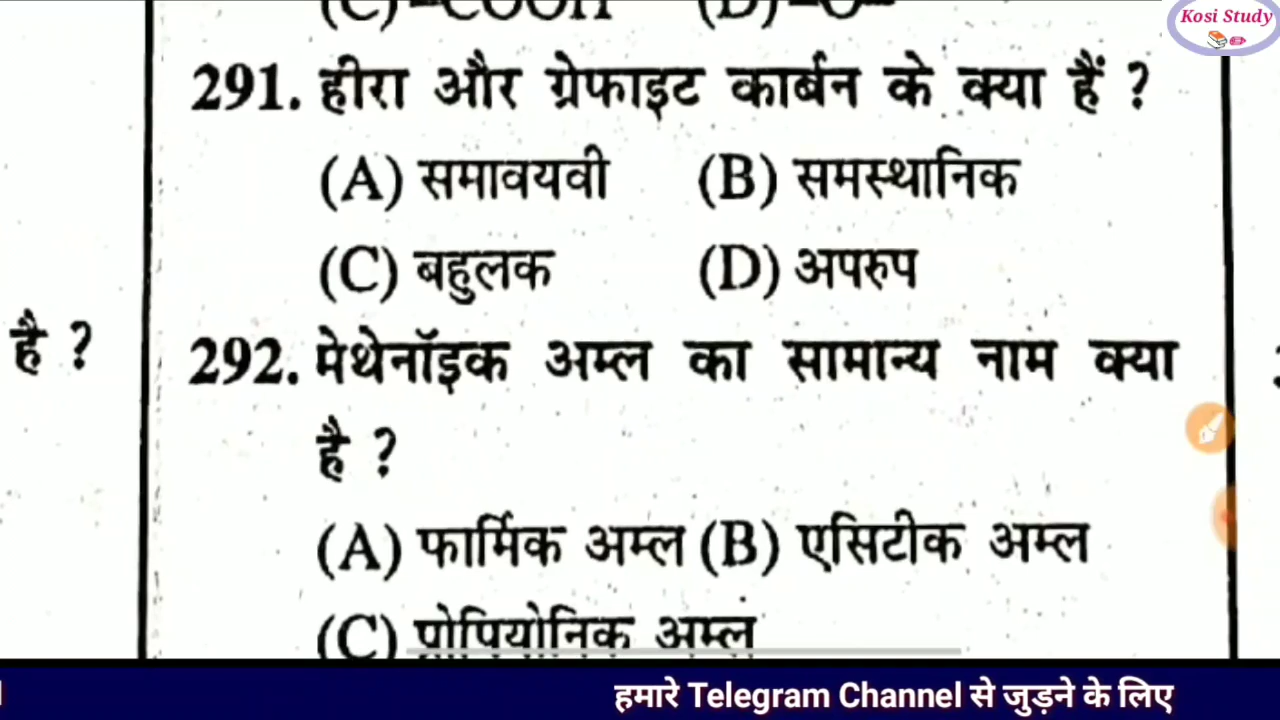 (C) –COOH (D) –O–
Kosi Study
291. हीरा और ग्रेफाइट कार्बन के क्या हैं ?
(A) समावयवी (B) समस्थानिक
(C) बहुलक (D) अपरुप
है ?
292. मेथेनॉइक अम्ल का सामान्य नाम क्या
है ?
(A) फार्मिक अम्ल (B) एसिटीक अम्ल
(C) प्रोपियोनिक अम्ल
हमारे Telegram Channel से जुड़ने के लिए